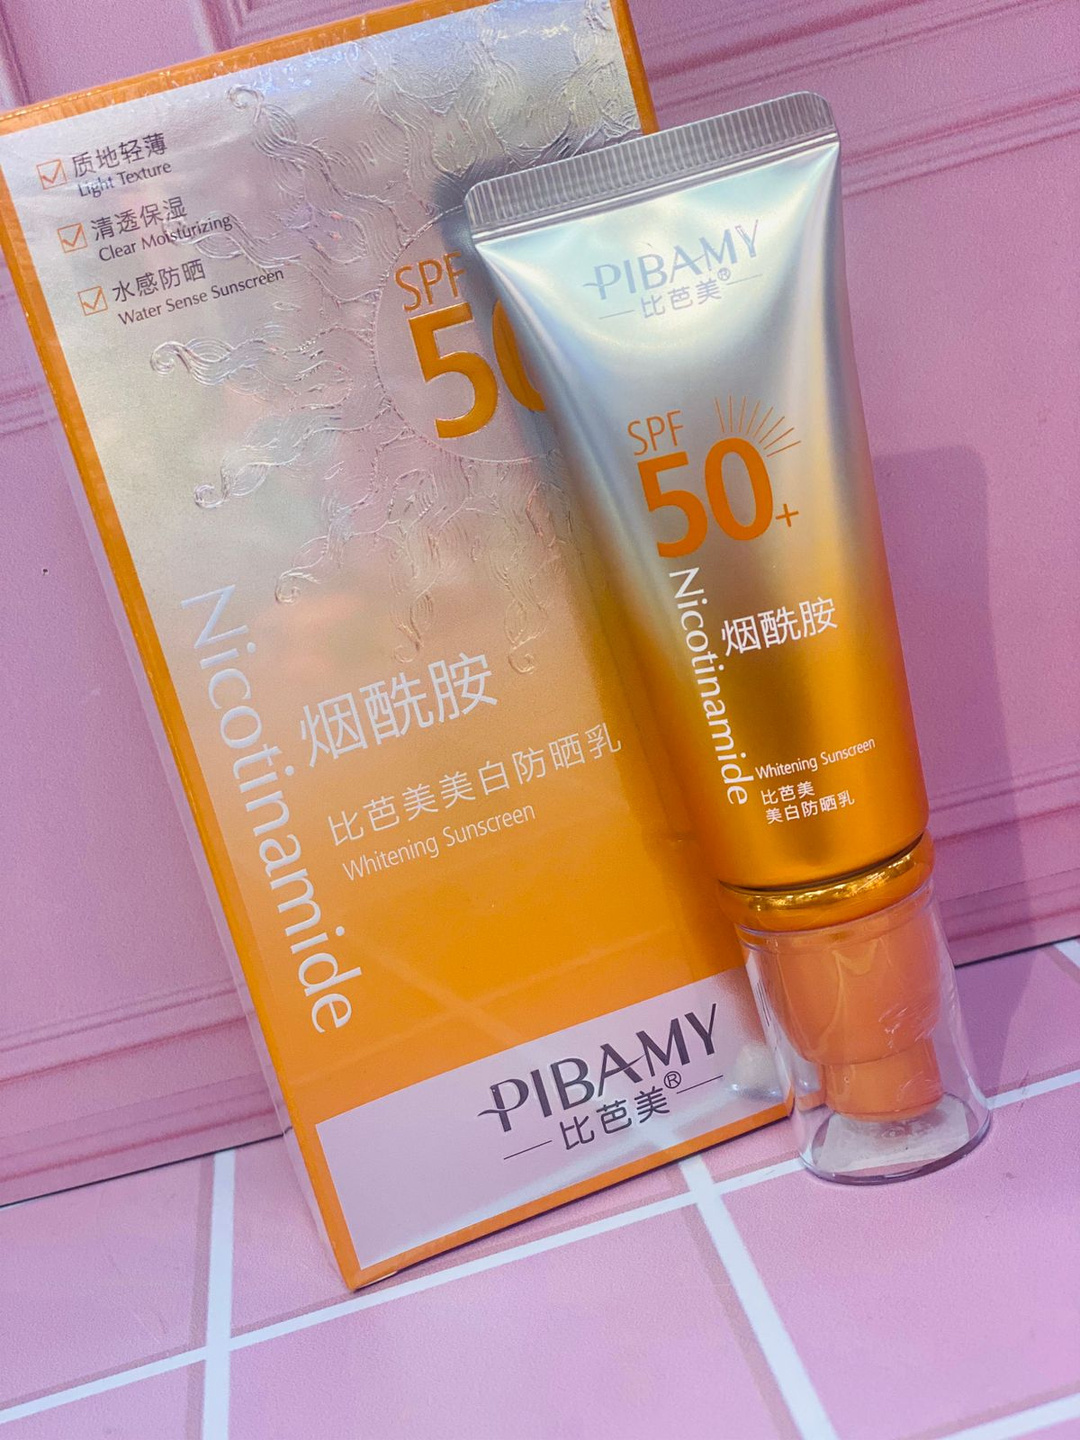 质地轻薄
Light Texture
清透保湿
Clear Moisturizing
水感防晒
Water Sense Sunscreen
SPF
50
Nicotinamide
烟酰胺
比芭美美白防晒乳
Whitening Sunscreen
PIBAMY
比芭美®
PIBAMY
比芭美®
SPF
50+
Nicotinamide
烟酰胺
Whitening Sunscreen
比芭美
美白防晒乳